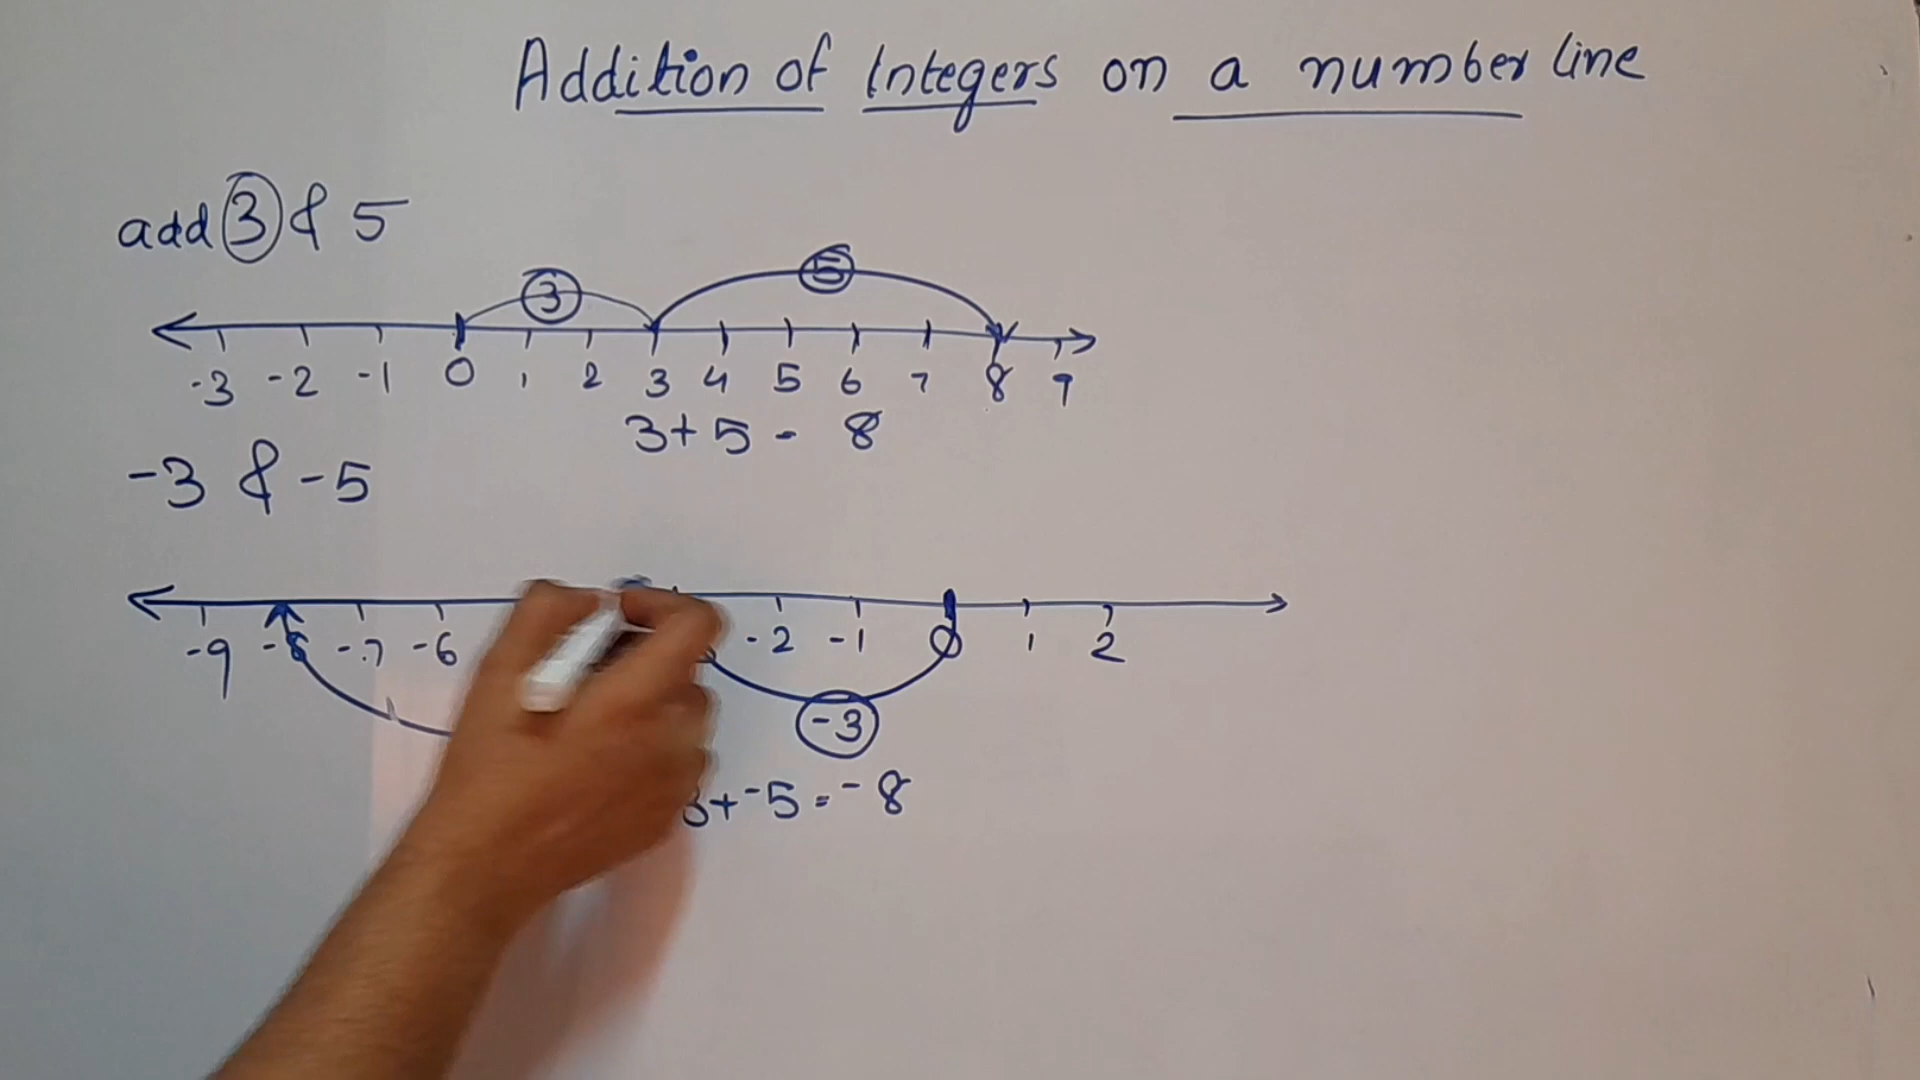 Addition of Integers on a number line
add 3 & 5
3 5
-3 -2 -1 0 1 2 3 4 5 6 7 8 9
3+5 = 8
-3 & -5
-9 -8 -7 -6 -2 -1 0 1 2
-3
3+-5=-8